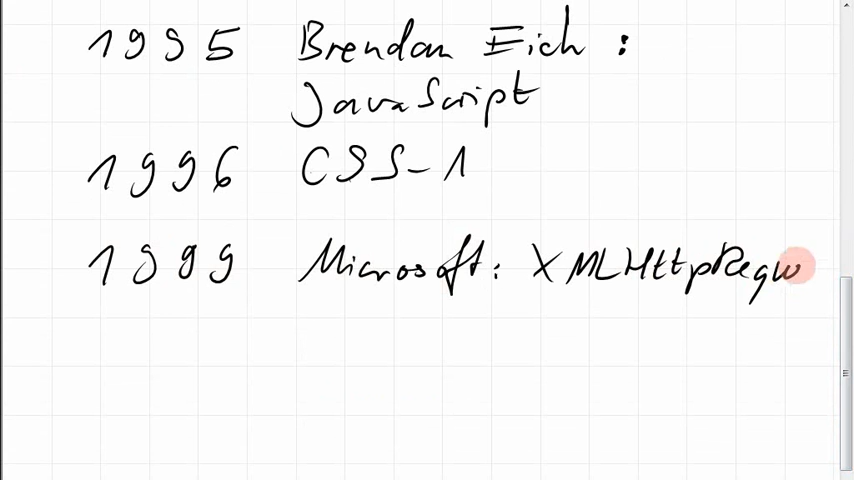 1995 Brendan Eich :
JavaScript
1996 CSS-1
1999 Microsoft: XMLHttpRequ